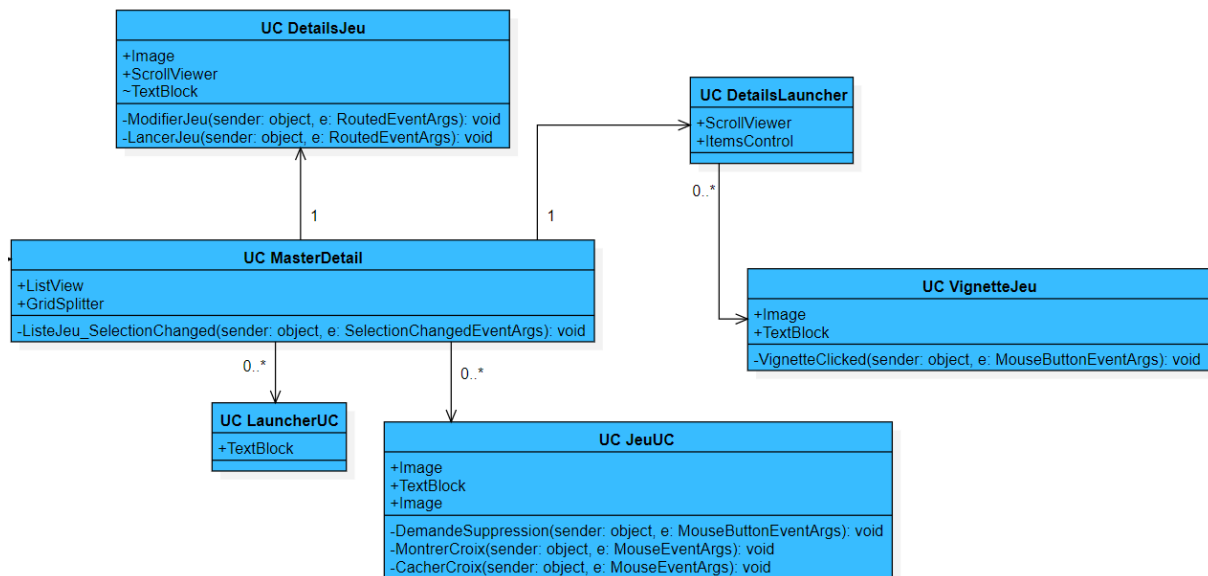 UC DetailsJeu
+Image
+ScrollViewer
~TextBlock
-ModifierJeu(sender: object, e: RoutedEventArgs): void
-LancerJeu(sender: object, e: RoutedEventArgs): void
UC DetailsLauncher
+ScrollViewer
+ItemsControl
1
1
0..*
UC MasterDetail
+ListView
+GridSplitter
-ListeJeu_SelectionChanged(sender: object, e: SelectionChangedEventArgs): void
UC VignetteJeu
+Image
+TextBlock
-VignetteClicked(sender: object, e: MouseButtonEventArgs): void
0..*
0..*
UC LauncherUC
+TextBlock
UC JeuUC
+Image
+TextBlock
+Image
-DemandeSuppression(sender: object, e: MouseButtonEventArgs): void
-MontrerCroix(sender: object, e: MouseEventArgs): void
-CacherCroix(sender: object, e: MouseEventArgs): void